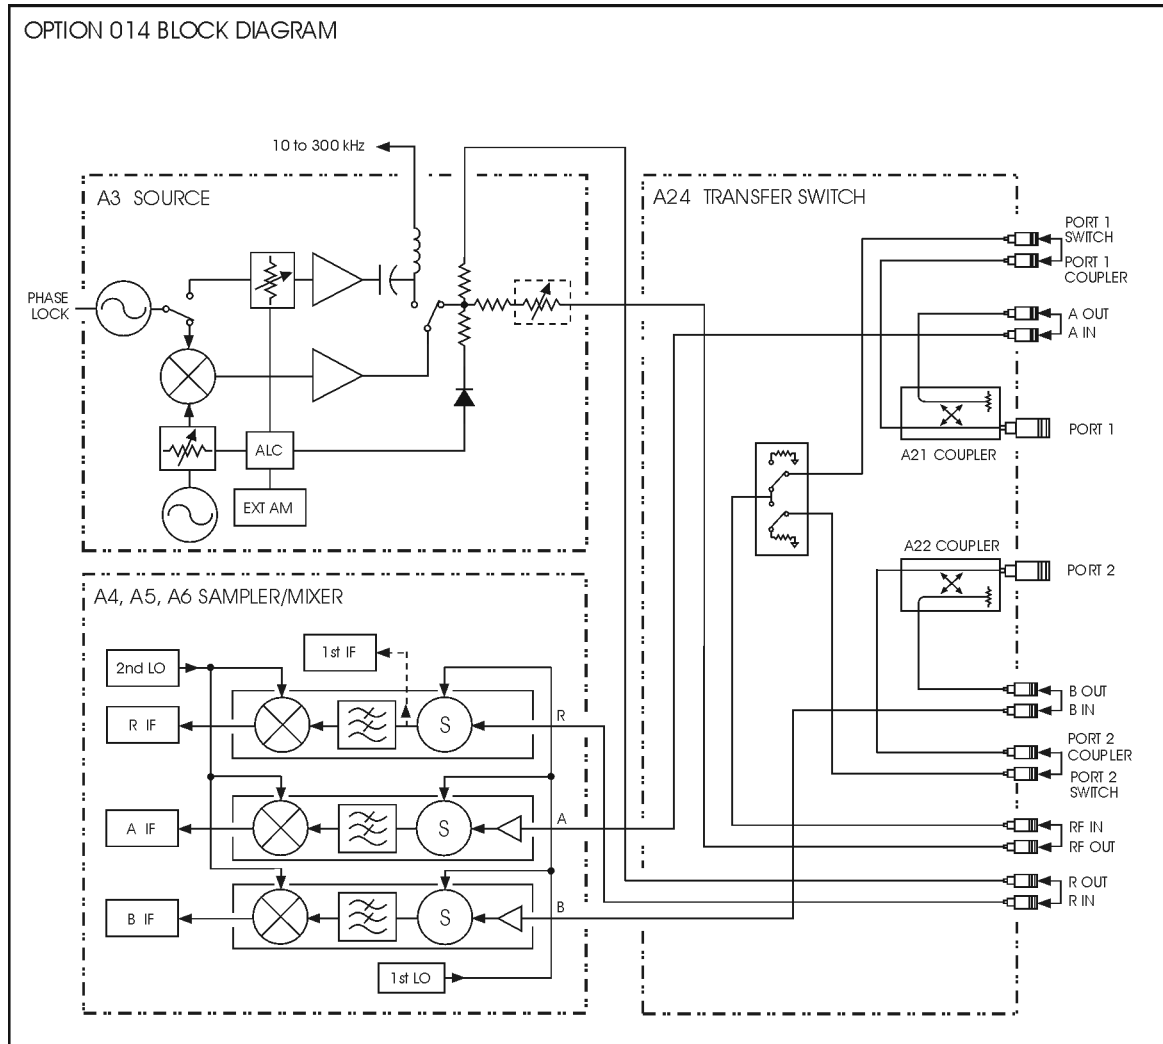 OPTION 014 BLOCK DIAGRAM
10 to 300 kHz
A3 SOURCE
PHASE
LOCK
ALC
EXT AM
A24 TRANSFER SWITCH
PORT 1
SWITCH
PORT 1
COUPLER
A OUT
A IN
PORT 1
A21 COUPLER
A22 COUPLER
PORT 2
B OUT
B IN
PORT 2
COUPLER
PORT 2
SWITCH
RF IN
RF OUT
R OUT
R IN
A4, A5, A6 SAMPLER/MIXER
1st IF
2nd LO
R IF
S
R
A IF
S
A
B IF
S
B
1st LO